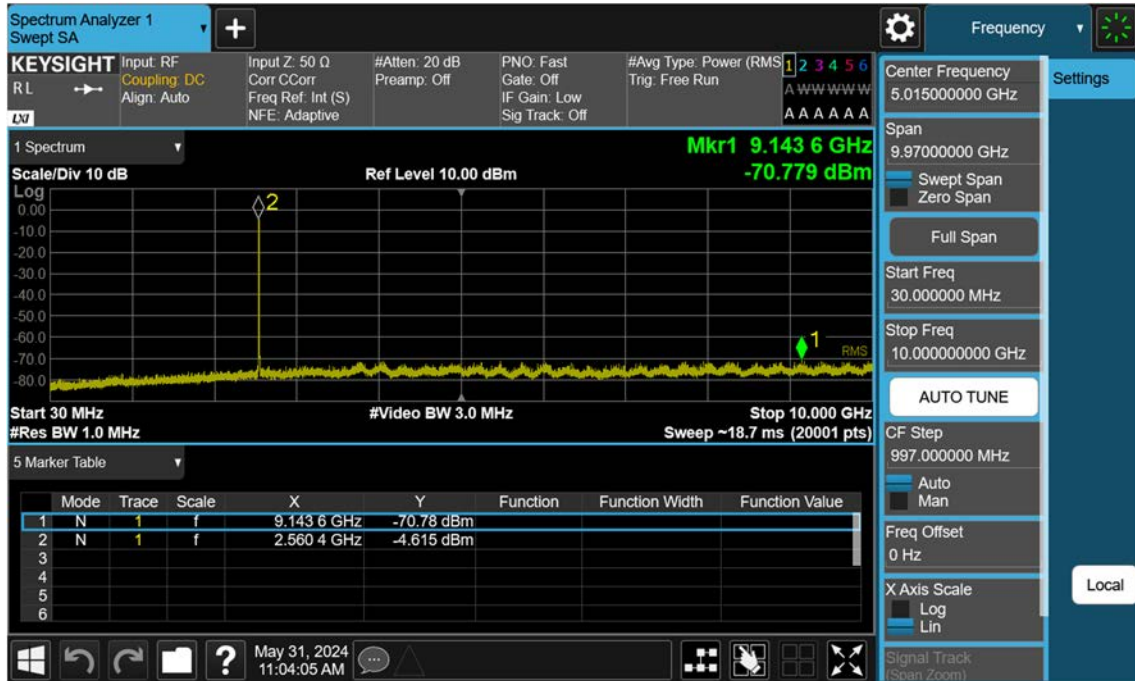 Spectrum Analyzer 1
Swept SA
+
Frequency
KEYSIGHT
R L
LXI
Input: RF
Coupling: DC
Align: Auto
Input Z: 50 Ω
Corr CCorr
Freq Ref: Int (S)
NFE: Adaptive
#Atten: 20 dB
Preamp: Off
PNO: Fast
Gate: Off
IF Gain: Low
Sig Track: Off
#Avg Type: Power (RMS
Trig: Free Run
1 2 3 4 5 6
A W W W W W
A A A A A A
1 Spectrum
Mkr1 9.143 6 GHz
-70.779 dBm
Scale/Div 10 dB
Ref Level 10.00 dBm
Log
0.00
-10.0
-20.0
-30.0
-40.0
-50.0
-60.0
-70.0
-80.0
2
1
RMS
Start 30 MHz
#Video BW 3.0 MHz
Stop 10.000 GHz
#Res BW 1.0 MHz
Sweep ~18.7 ms (20001 pts)
5 Marker Table
Mode Trace Scale X Y Function Function Width Function Value
1 N 1 f 9.143 6 GHz -70.78 dBm
2 N 1 f 2.560 4 GHz -4.615 dBm
3
4
5
6
?
May 31, 2024
11:04:05 AM
Center Frequency
5.015000000 GHz
Settings
Span
9.97000000 GHz
Swept Span
Zero Span
Full Span
Start Freq
30.000000 MHz
Stop Freq
10.000000000 GHz
AUTO TUNE
CF Step
997.000000 MHz
Auto
Man
Freq Offset
0 Hz
X Axis Scale
Log
Lin
Local
Signal Track
(Span Zoom)